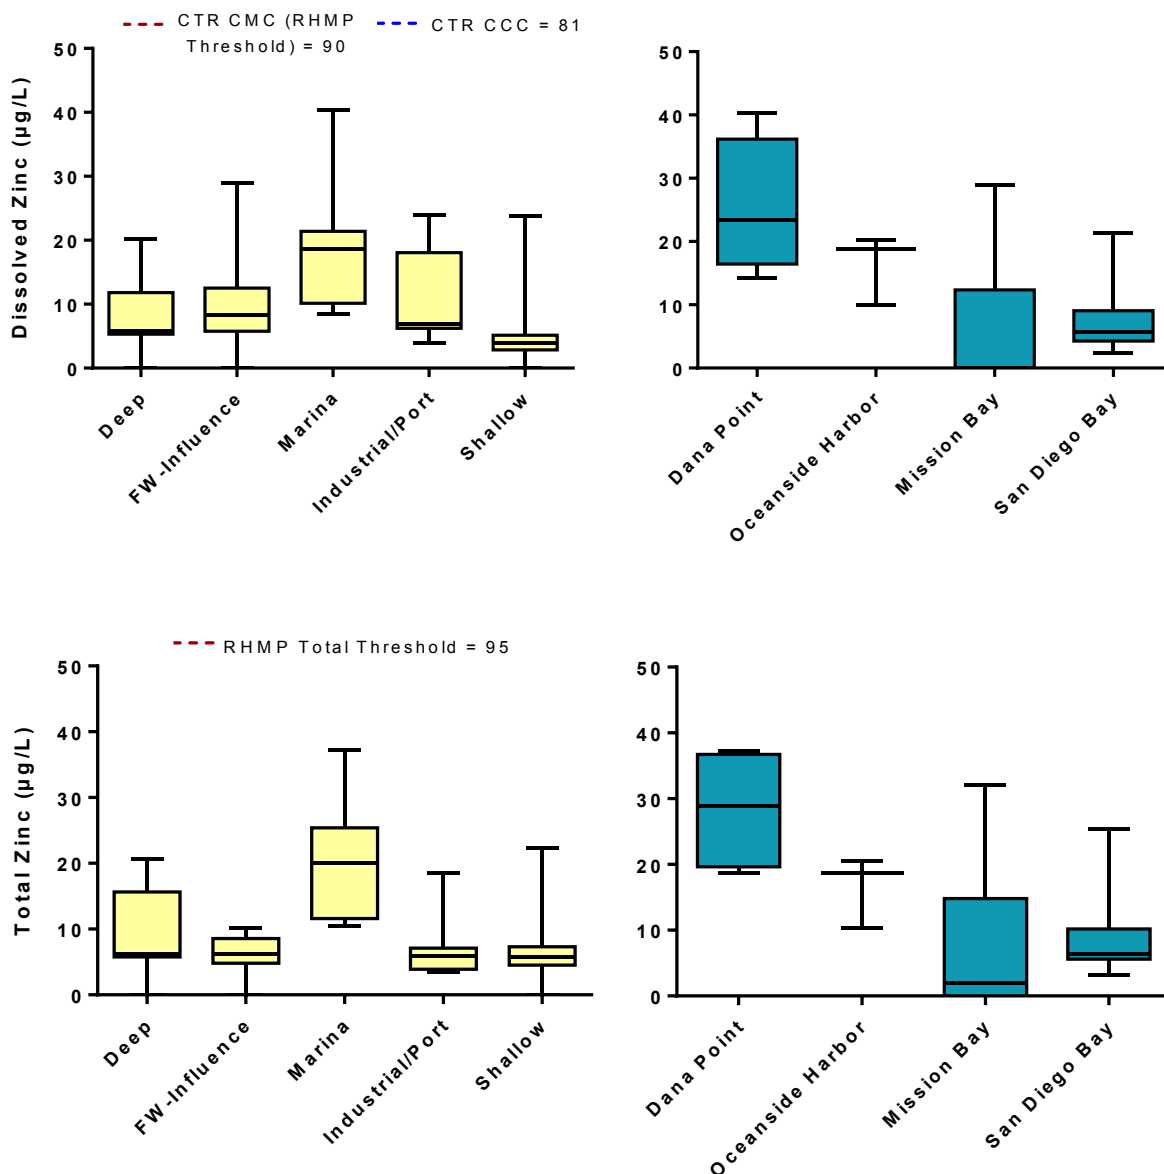 CTR CMC (RHMP
Threshold) = 90
CTR CCC = 81
Dissolved Zinc (µg/L)
50
40
30
20
10
0
Deep
FW-Influence
Marina
Industrial/Port
Shallow
50
40
30
20
10
0
Dana Point
Oceanside Harbor
Mission Bay
San Diego Bay
RHMP Total Threshold = 95
Total Zinc (µg/L)
50
40
30
20
10
0
Deep
FW-Influence
Marina
Industrial/Port
Shallow
50
40
30
20
10
0
Dana Point
Oceanside Harbor
Mission Bay
San Diego Bay